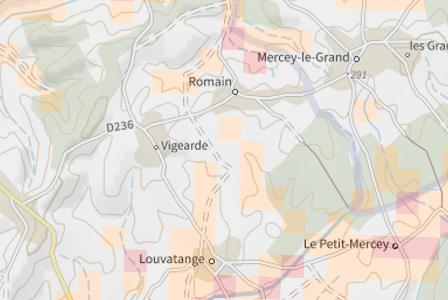 Mercey-le-Grand
les Gra
291
Romain
D236
Vigearde
Le Petit-Mercey
Louvatange